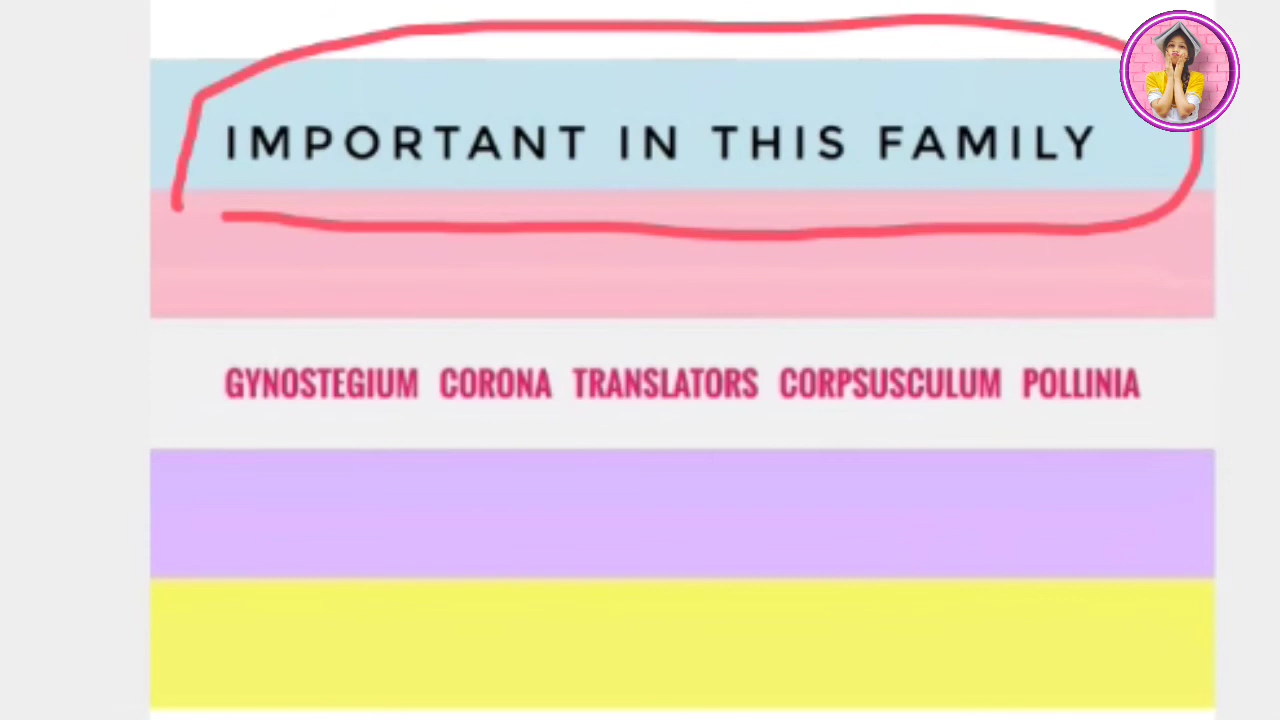 IMPORTANT IN THIS FAMILY
GYNOSTEGIUM CORONA TRANSLATORS CORPSUSCULUM POLLINIA